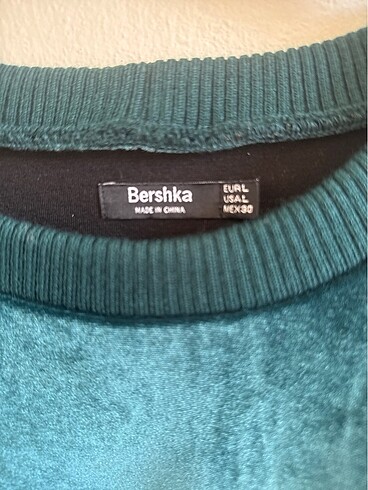 Bershka
MADE IN CHINA
EUR L
USA L
MEX 30